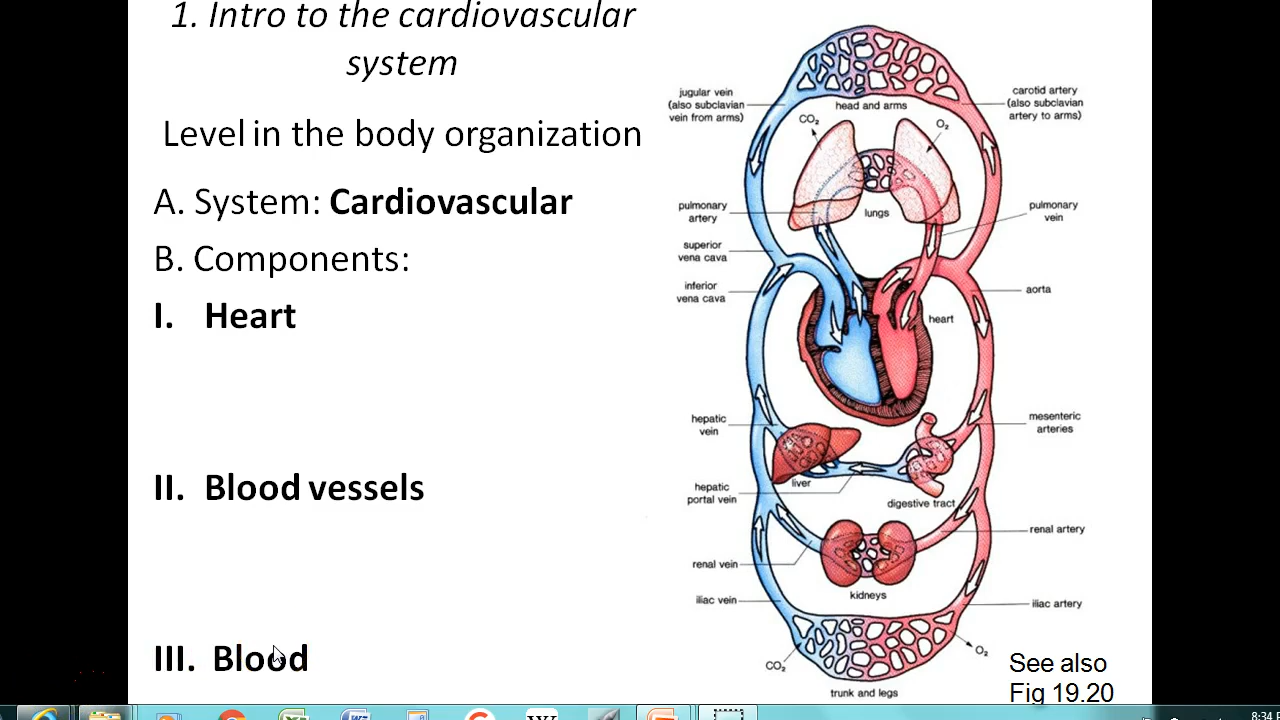 1. Intro to the cardiovascular
system
Level in the body organization
A. System: Cardiovascular
B. Components:
I. Heart
II. Blood vessels
III. Blood
jugular vein
(also subclavian
vein from arms)
head and arms
carotid artery
(also subclavian
artery to arms)
CO₂
O₂
pulmonary
artery
lungs
pulmonary
vein
superior
vena cava
inferior
vena cava
aorta
heart
hepatic
vein
mesenteric
arteries
liver
hepatic
portal vein
digestive tract
renal artery
renal vein
kidneys
iliac vein
iliac artery
CO₂
O₂
trunk and legs
See also
Fig 19.20